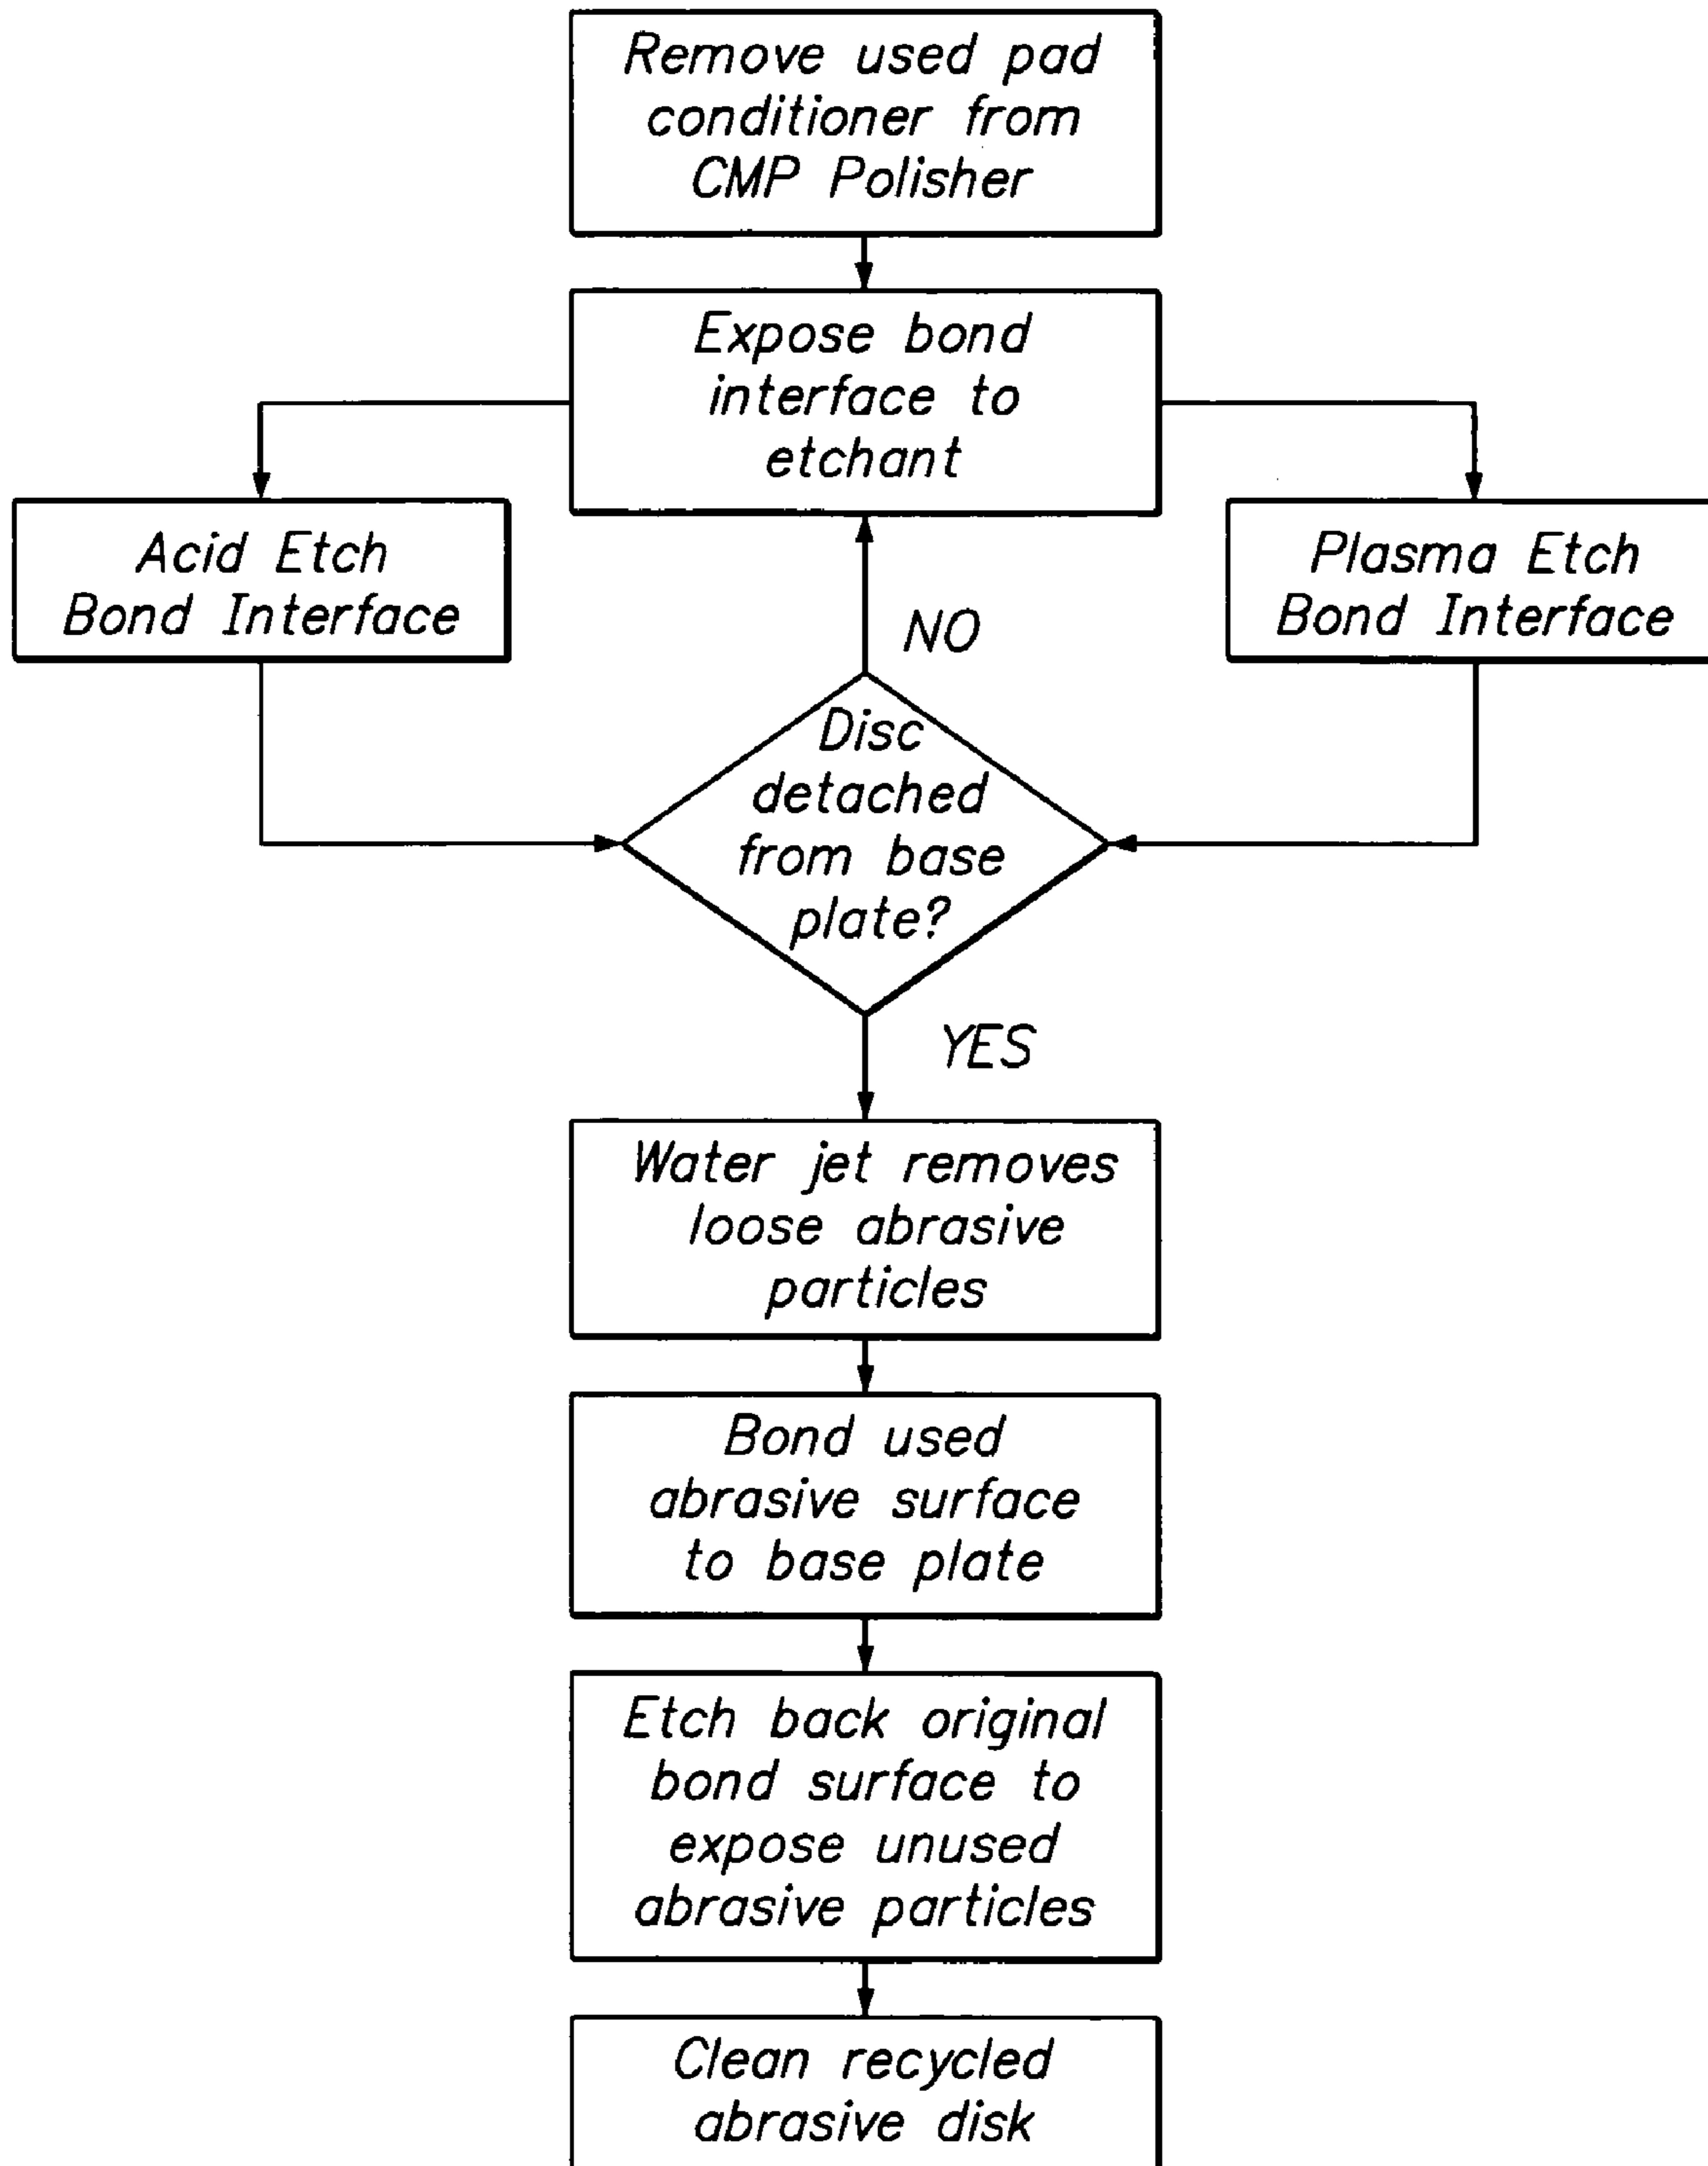 Remove used pad
conditioner from
CMP Polisher
Expose bond
interface to
etchant
Acid Etch
Bond Interface
Plasma Etch
Bond Interface
NO
Disc
detached
from base
plate?
YES
Water jet removes
loose abrasive
particles
Bond used
abrasive surface
to base plate
Etch back original
bond surface to
expose unused
abrasive particles
Clean recycled
abrasive disk